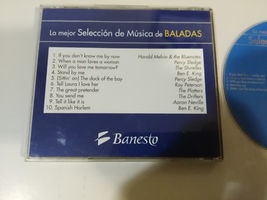 La mejor Selección de Música de BALADAS
1. If you don't know me by now Harold Melvin & the Bluenotes
2. When a man loves a woman Percy Sledge
3. Will you love me tomorrow? The Shirelles
4. Stand by me Ben E. King
5. (Sittin' on) The dock of the bay Percy Sledge
6. Tell Laura I love her Ray Peterson
7. The great pretender The Platters
8. You send me The Drifters
9. Tell it like it is Aaron Neville
10. Spanish Harlem Ben E. King
Banesto